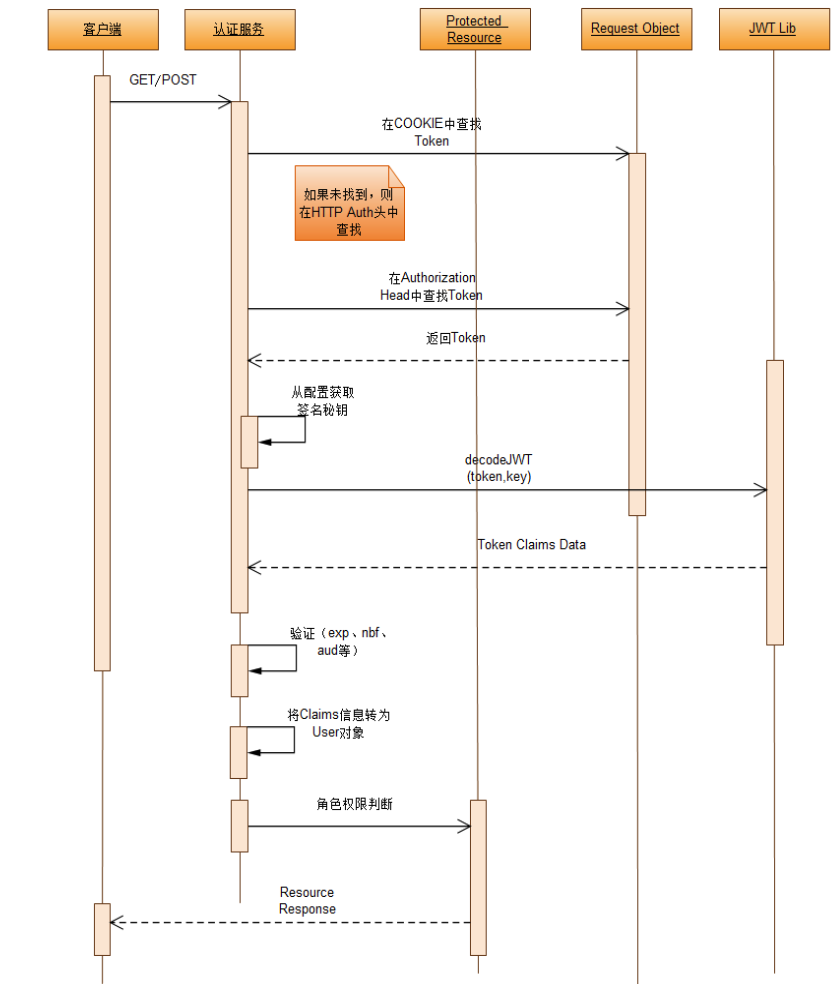 客户端
认证服务
Protected
Resource
Request Object
JWT Lib
GET/POST
在COOKIE中查找
Token
如果未找到，则
在HTTP Auth头中
查找
在Authorization
Head中查找Token
返回Token
从配置获取
签名秘钥
decodeJWT
(token,key)
Token Claims Data
验证（exp、nbf、
aud等）
将Claims信息转为
User对象
角色权限判断
Resource
Response